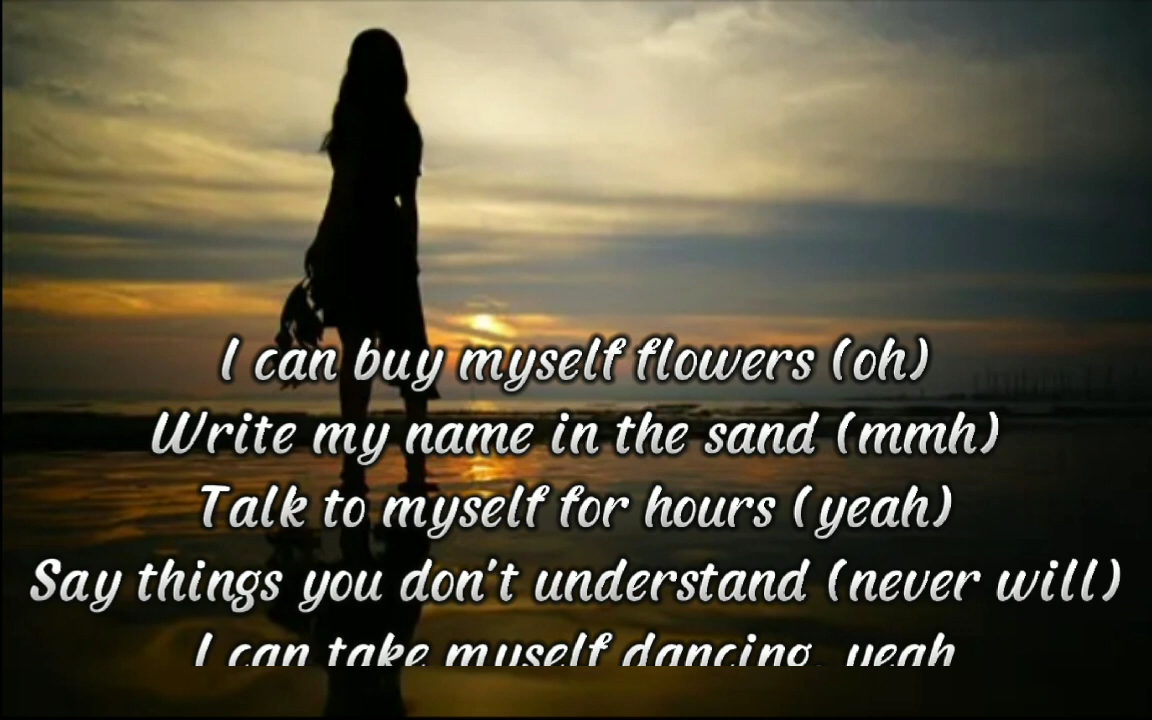 I can buy myself flowers (oh)
Write my name in the sand (mmh)
Talk to myself for hours (yeah)
Say things you don't understand (never will)
I can take myself dancing, yeah